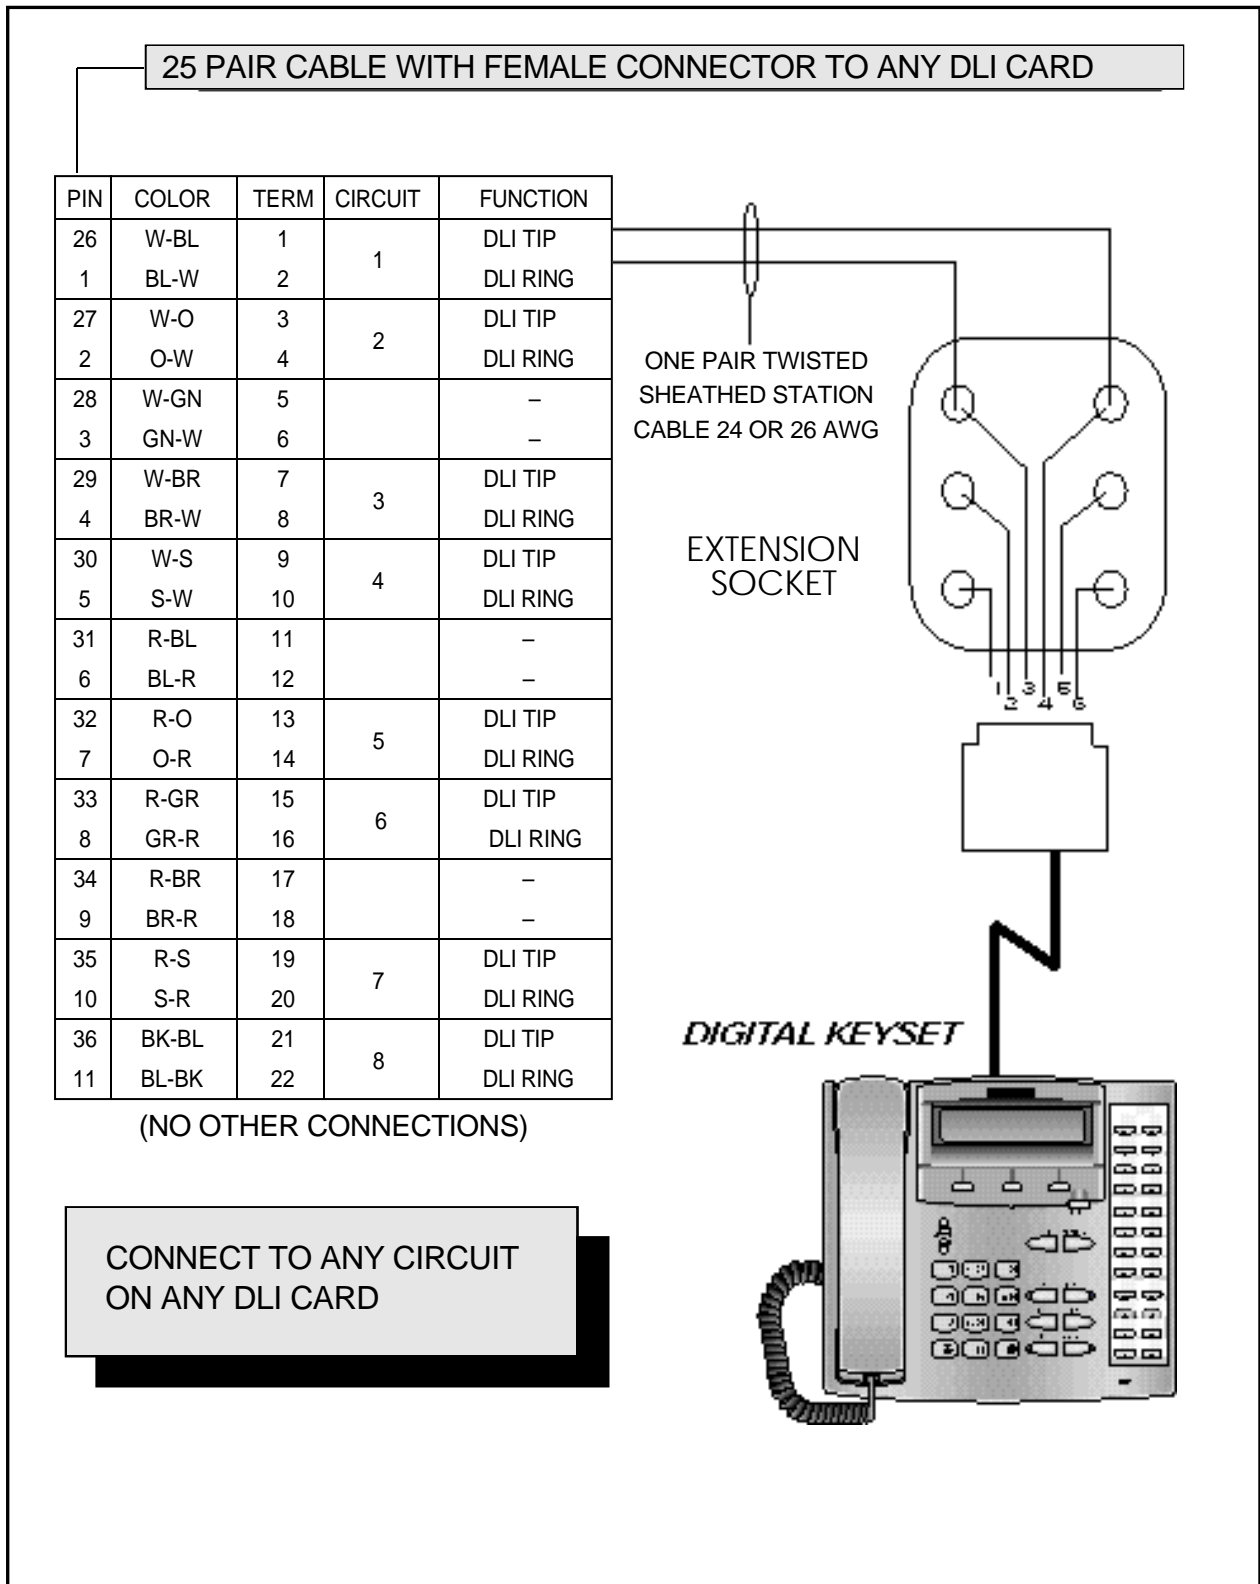 25 PAIR CABLE WITH FEMALE CONNECTOR TO ANY DLI CARD
PIN COLOR TERM CIRCUIT FUNCTION
26 W-BL 1 DLI TIP
1
1 BL-W 2 DLI RING
27 W-O 3 DLI TIP
2
2 O-W 4 DLI RING
28 W-GN 5 –
3 GN-W 6 –
29 W-BR 7 DLI TIP
3
4 BR-W 8 DLI RING
30 W-S 9 DLI TIP
4
5 S-W 10 DLI RING
31 R-BL 11 –
6 BL-R 12 –
32 R-O 13 DLI TIP
5
7 O-R 14 DLI RING
33 R-GR 15 DLI TIP
6
8 GR-R 16 DLI RING
34 R-BR 17 –
9 BR-R 18 –
35 R-S 19 DLI TIP
7
10 S-R 20 DLI RING
36 BK-BL 21 DLI TIP
8
11 BL-BK 22 DLI RING
(NO OTHER CONNECTIONS)
CONNECT TO ANY CIRCUIT
ON ANY DLI CARD
ONE PAIR TWISTED
SHEATHED STATION
CABLE 24 OR 26 AWG
EXTENSION
SOCKET
1 2 3 4 5 6
DIGITAL KEYSET